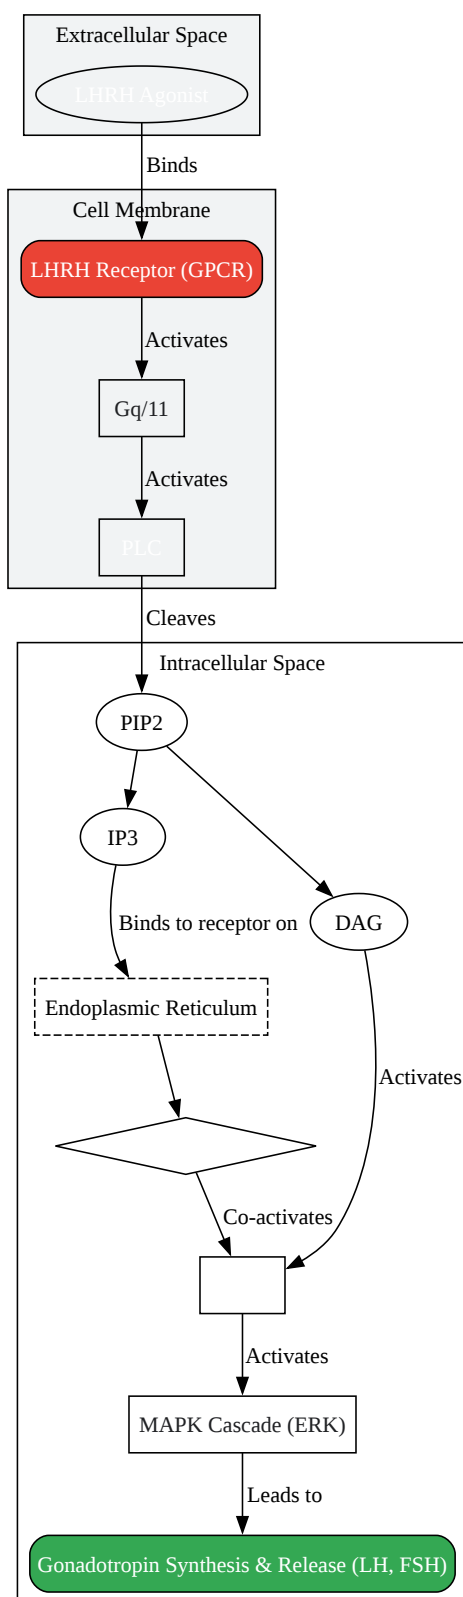 Extracellular Space
LHRH Agonist
Binds
Cell Membrane
LHRH Receptor (GPCR)
Activates
Gq/11
Activates
PLC
Cleaves
Intracellular Space
PIP2
IP3
Binds to receptor on
DAG
Endoplasmic Reticulum
Activates
Co-activates
Activates
MAPK Cascade (ERK)
Leads to
Gonadotropin Synthesis & Release (LH, FSH)